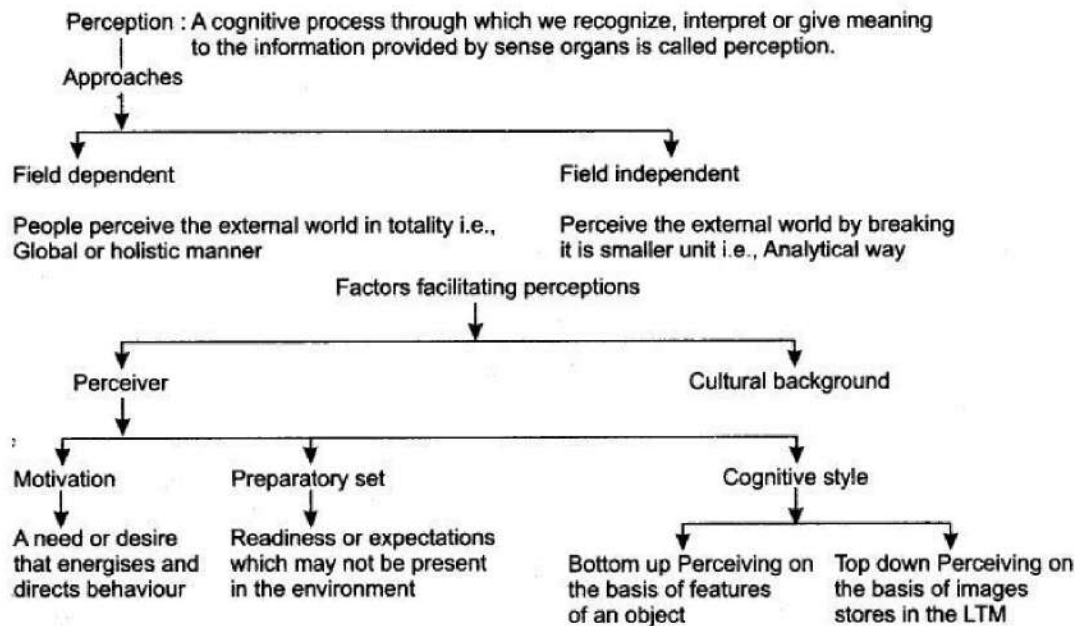 Perception : A cognitive process through which we recognize, interpret or give meaning
to the information provided by sense organs is called perception.
Approaches
Field dependent
Field independent
People perceive the external world in totality i.e.,
Global or holistic manner
Perceive the external world by breaking
it is smaller unit i.e., Analytical way
Factors facilitating perceptions
Perceiver
Cultural background
Motivation
Preparatory set
Cognitive style
A need or desire
that energises and
directs behaviour
Readiness or expectations
which may not be present
in the environment
Bottom up Perceiving on
the basis of features
of an object
Top down Perceiving on
the basis of images
stores in the LTM